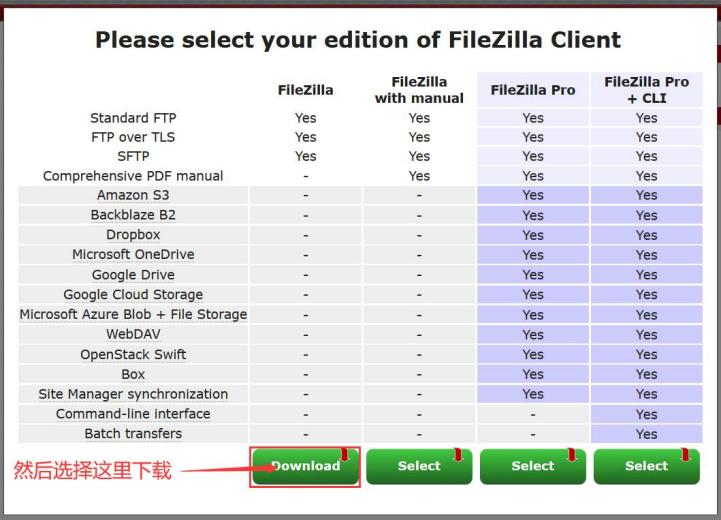 Please select your edition of FileZilla Client
FileZilla FileZilla with manual FileZilla Pro FileZilla Pro + CLI
Standard FTP Yes Yes Yes Yes
FTP over TLS Yes Yes Yes Yes
SFTP Yes Yes Yes Yes
Comprehensive PDF manual - Yes Yes Yes
Amazon S3 - - Yes Yes
Backblaze B2 - - Yes Yes
Dropbox - - Yes Yes
Microsoft OneDrive - - Yes Yes
Google Drive - - Yes Yes
Google Cloud Storage - - Yes Yes
Microsoft Azure Blob + File Storage - - Yes Yes
WebDAV - - Yes Yes
OpenStack Swift - - Yes Yes
Box - - Yes Yes
Site Manager synchronization - - Yes Yes
Command-line interface - - - Yes
Batch transfers - - - Yes
然后选择这里下载 Download Select Select Select